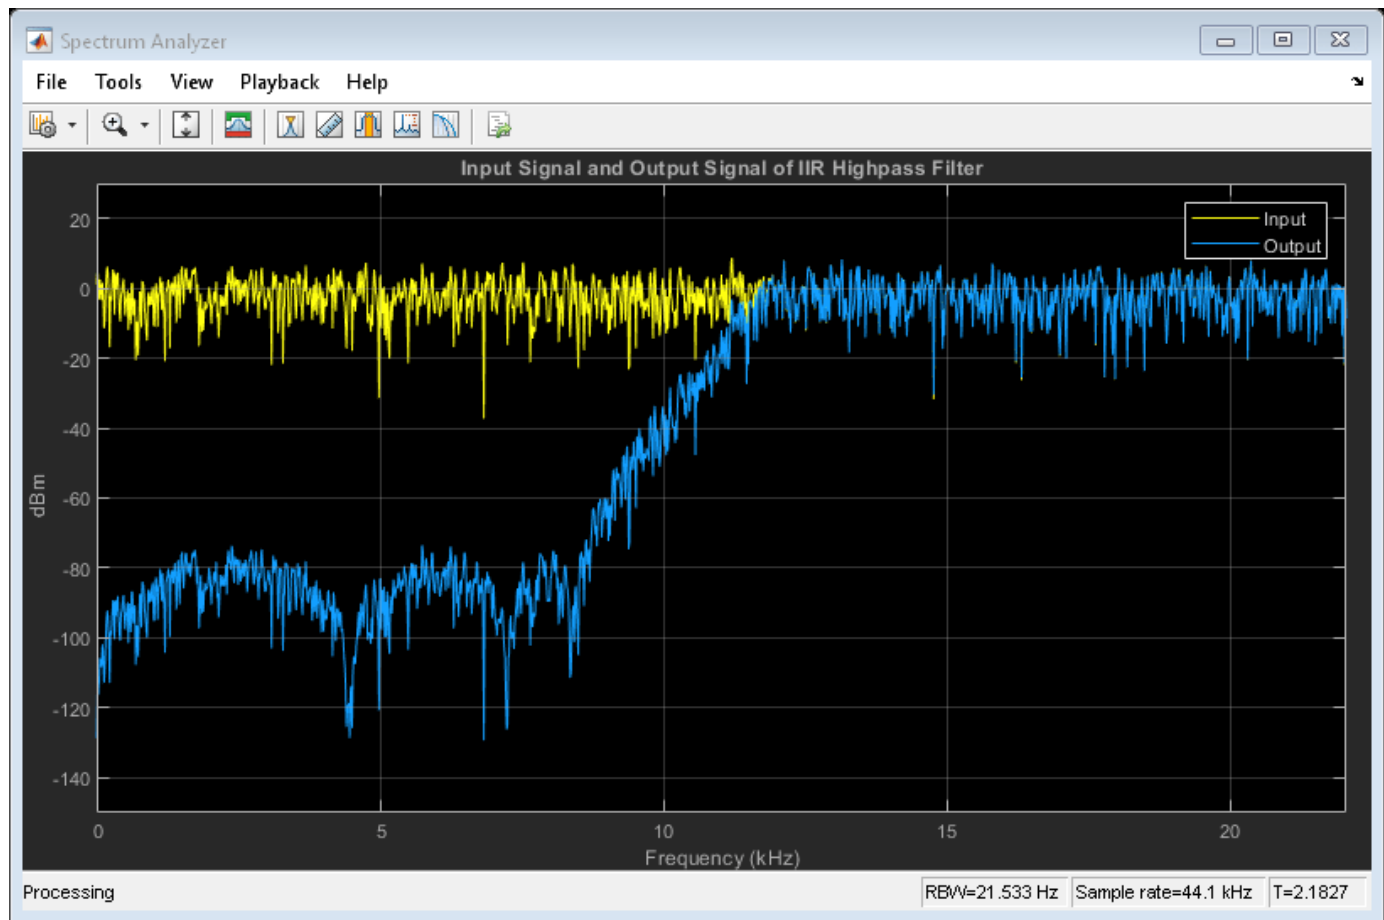 Spectrum Analyzer
File Tools View Playback Help
Input Signal and Output Signal of IIR Highpass Filter
Input
Output
20
0
-20
-40
-60
-80
-100
-120
-140
dBm
0 5 10 15 20
Frequency (kHz)
Processing RBW=21.533 Hz Sample rate=44.1 kHz T=2.1827